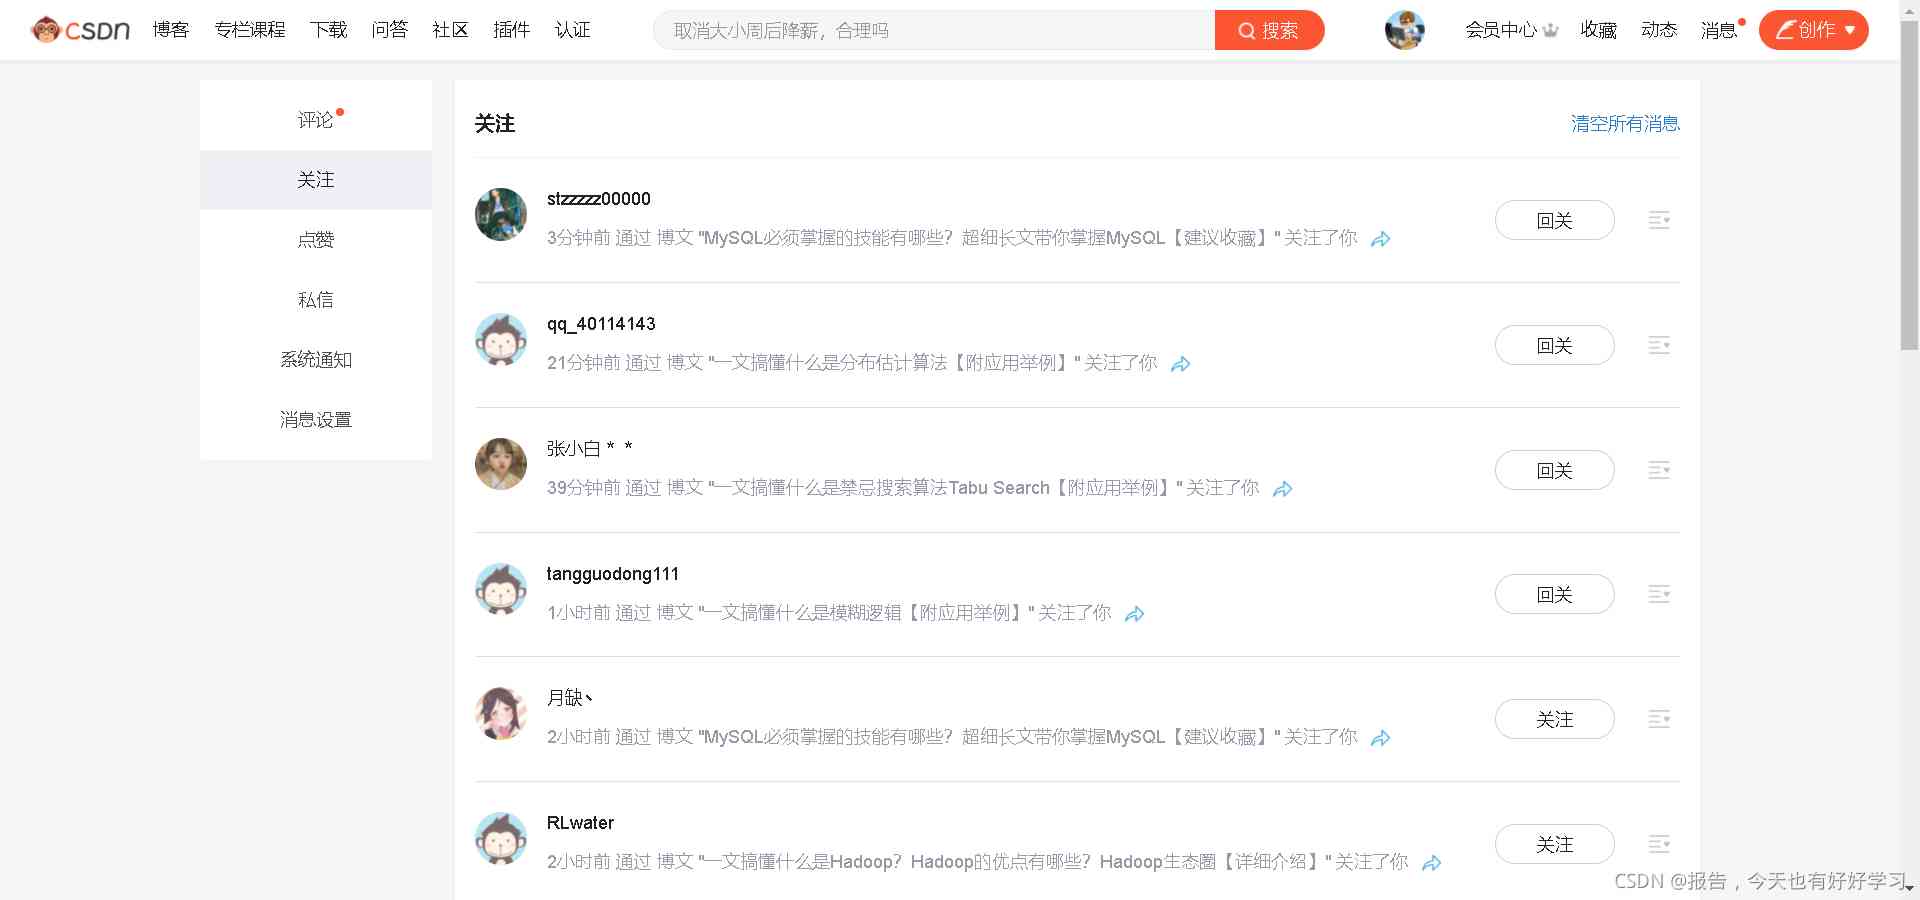 CSDN 博客 专栏课程 下载 问答 社区 插件 认证 取消大小周后降薪，合理吗 搜索 会员中心 收藏 动态 消息 创作
评论
关注
点赞
私信
系统通知
消息设置
关注 清空所有消息
stzzzzz00000
3分钟前 通过 博文 "MySQL必须掌握的技能有哪些？超细长文带你掌握MySQL【建议收藏】" 关注了你
回关
qq_40114143
21分钟前 通过 博文 "一文搞懂什么是分布估计算法【附应用举例】" 关注了你
回关
张小白 * *
39分钟前 通过 博文 "一文搞懂什么是禁忌搜索算法Tabu Search【附应用举例】" 关注了你
回关
tangguodong111
1小时前 通过 博文 "一文搞懂什么是模糊逻辑【附应用举例】" 关注了你
回关
月缺丶
2小时前 通过 博文 "MySQL必须掌握的技能有哪些？超细长文带你掌握MySQL【建议收藏】" 关注了你
关注
RLwater
2小时前 通过 博文 "一文搞懂什么是Hadoop？Hadoop的优点有哪些？Hadoop生态圈【详细介绍】" 关注了你
关注
CSDN @报告，今天也有好好学习